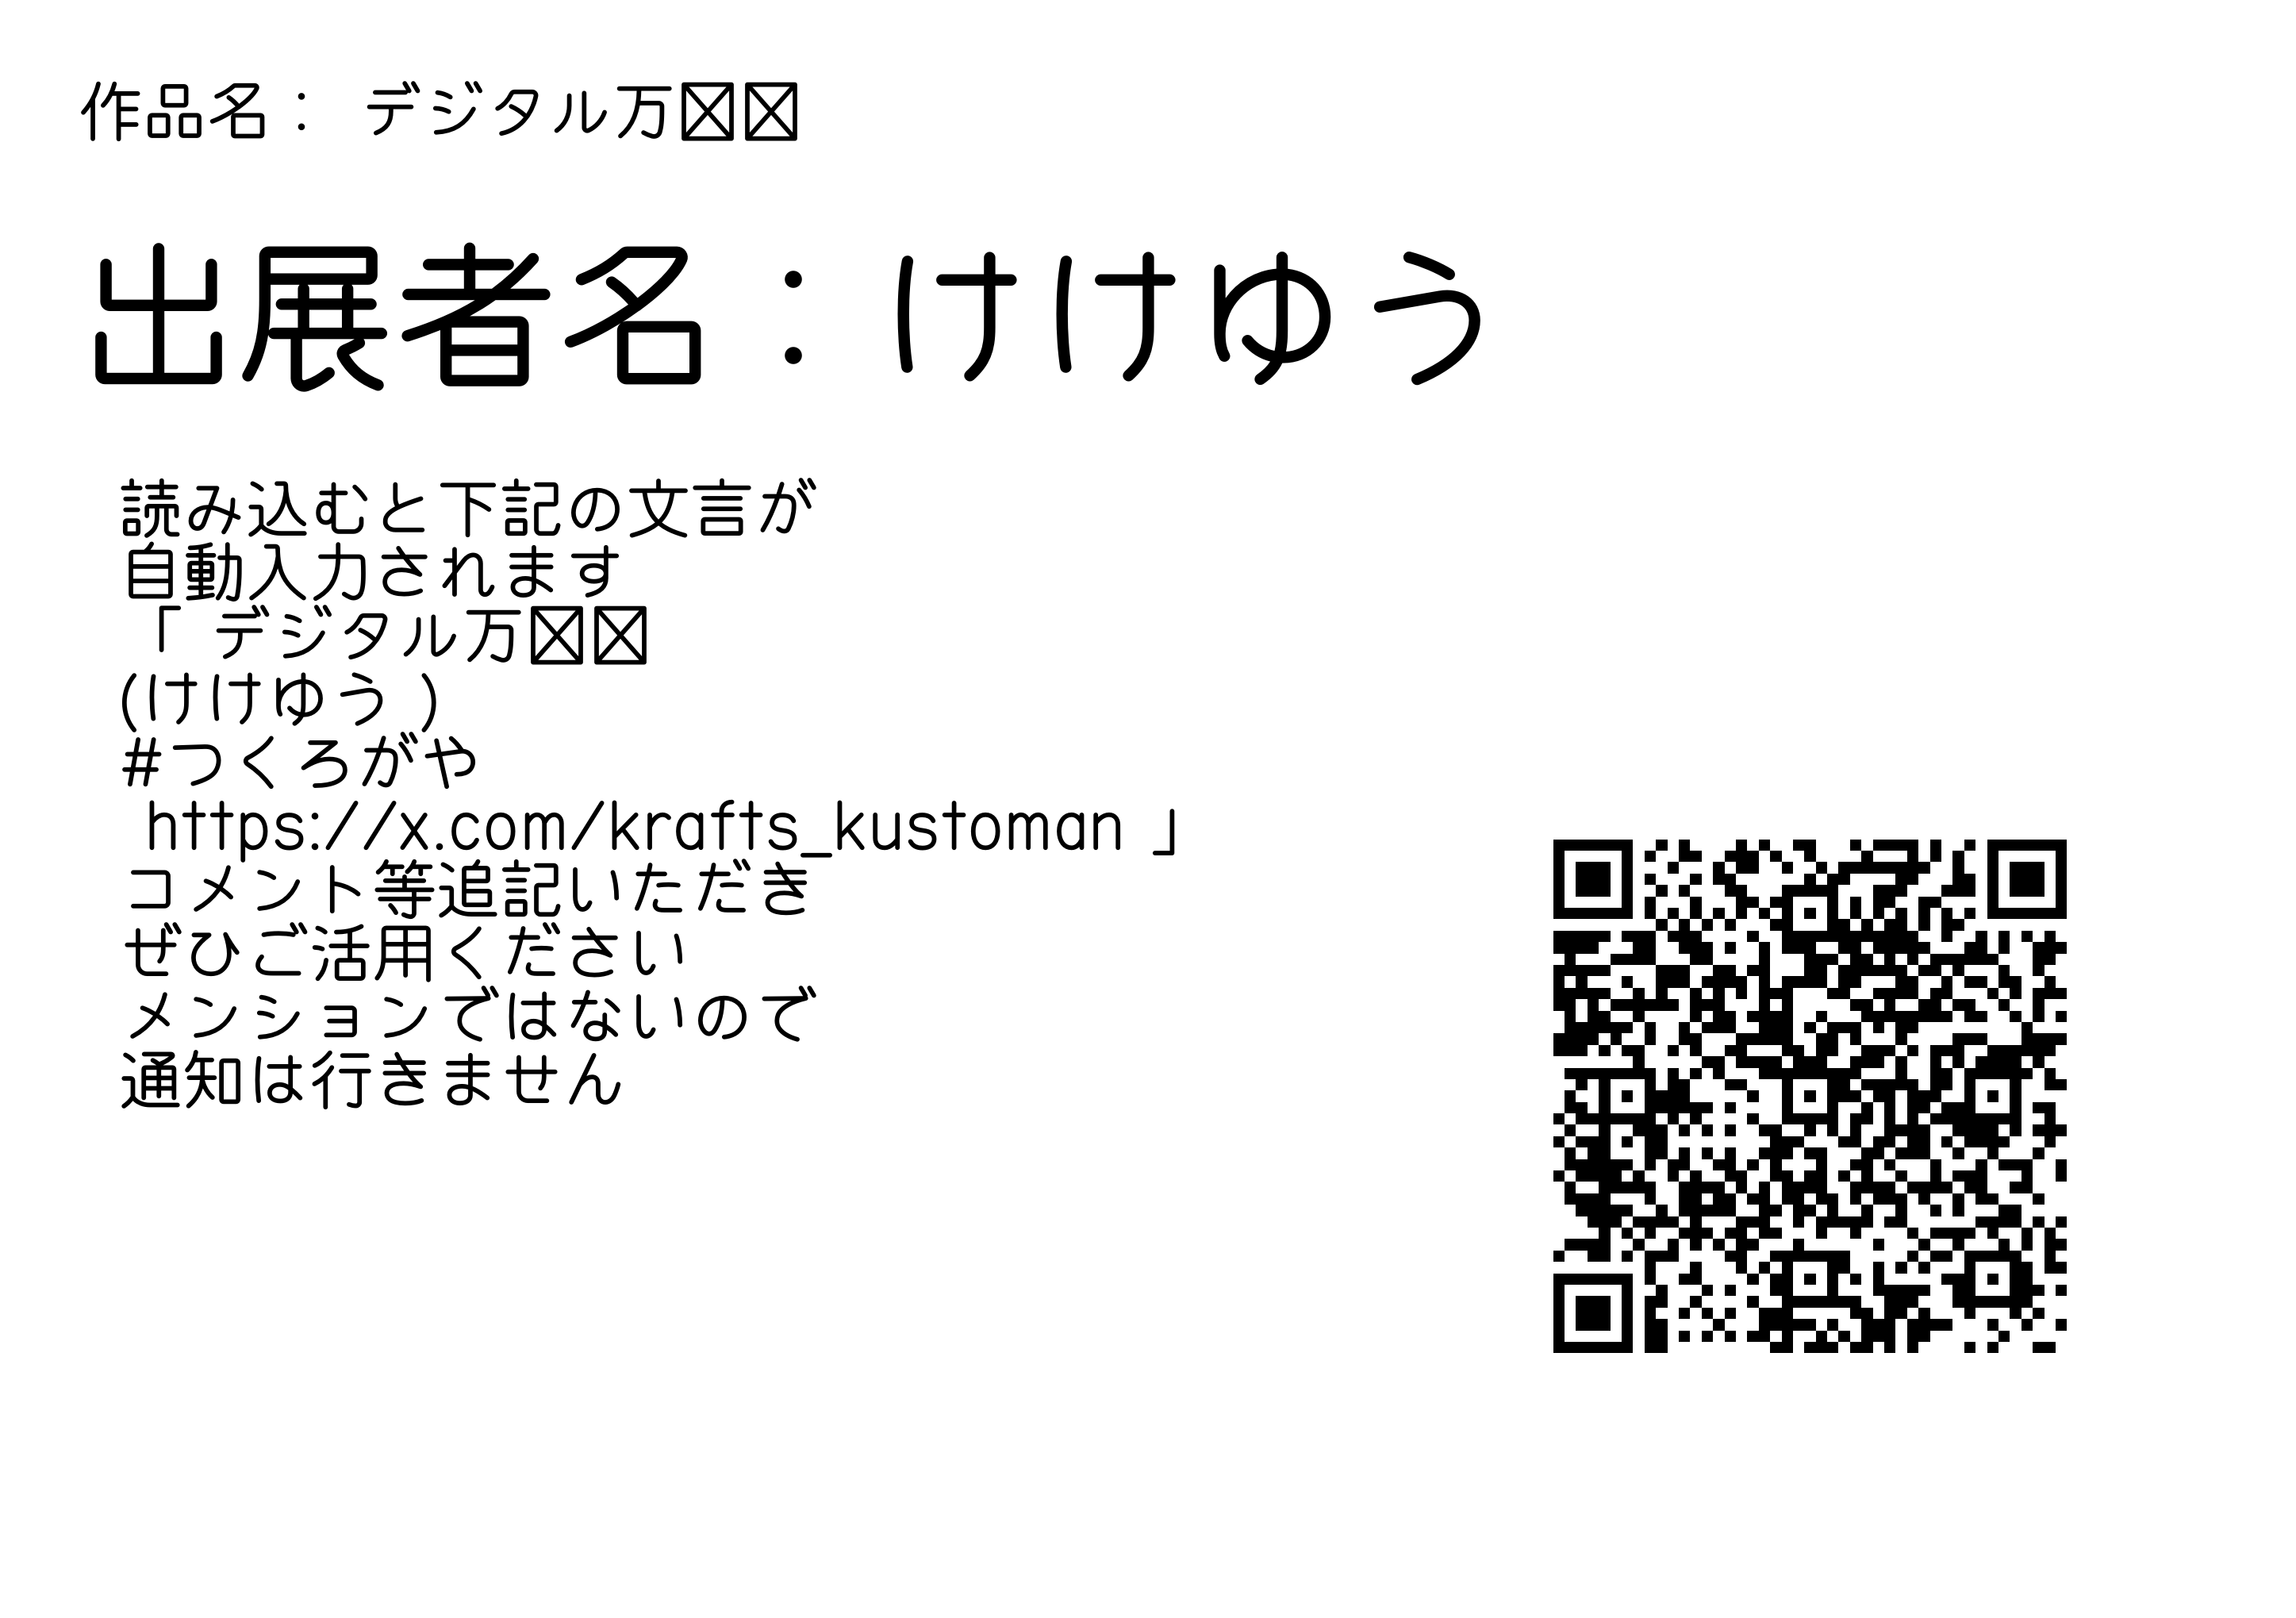 作品名： デジタル万
出展者名：けけゆう
読み込むと下記の文言が
自動入力されます
「デジタル万
(けけゆう )
#つくろがや
https://x.com/krafts_kustoman 」
コメント等追記いただき
ぜひご活用ください
メンションではないので
通知は行きません